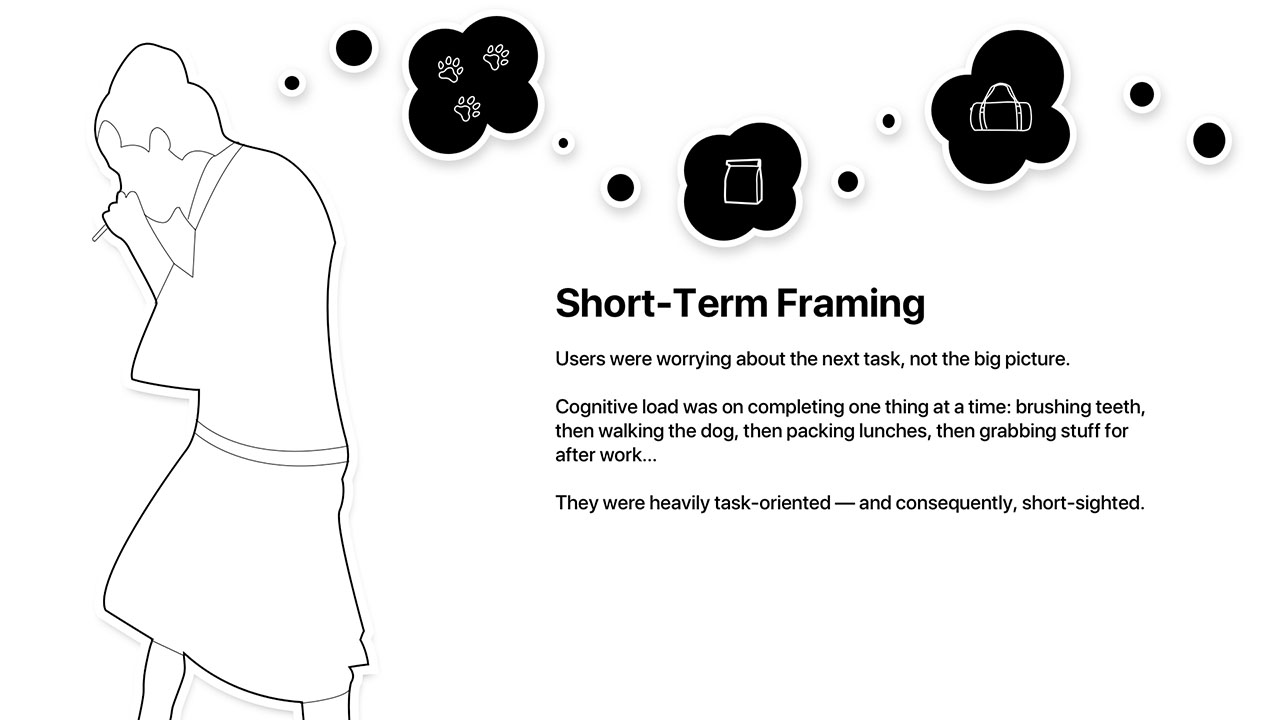 Short-Term Framing
Users were worrying about the next task, not the big picture.
Cognitive load was on completing one thing at a time: brushing teeth,
then walking the dog, then packing lunches, then grabbing stuff for
after work...
They were heavily task-oriented — and consequently, short-sighted.